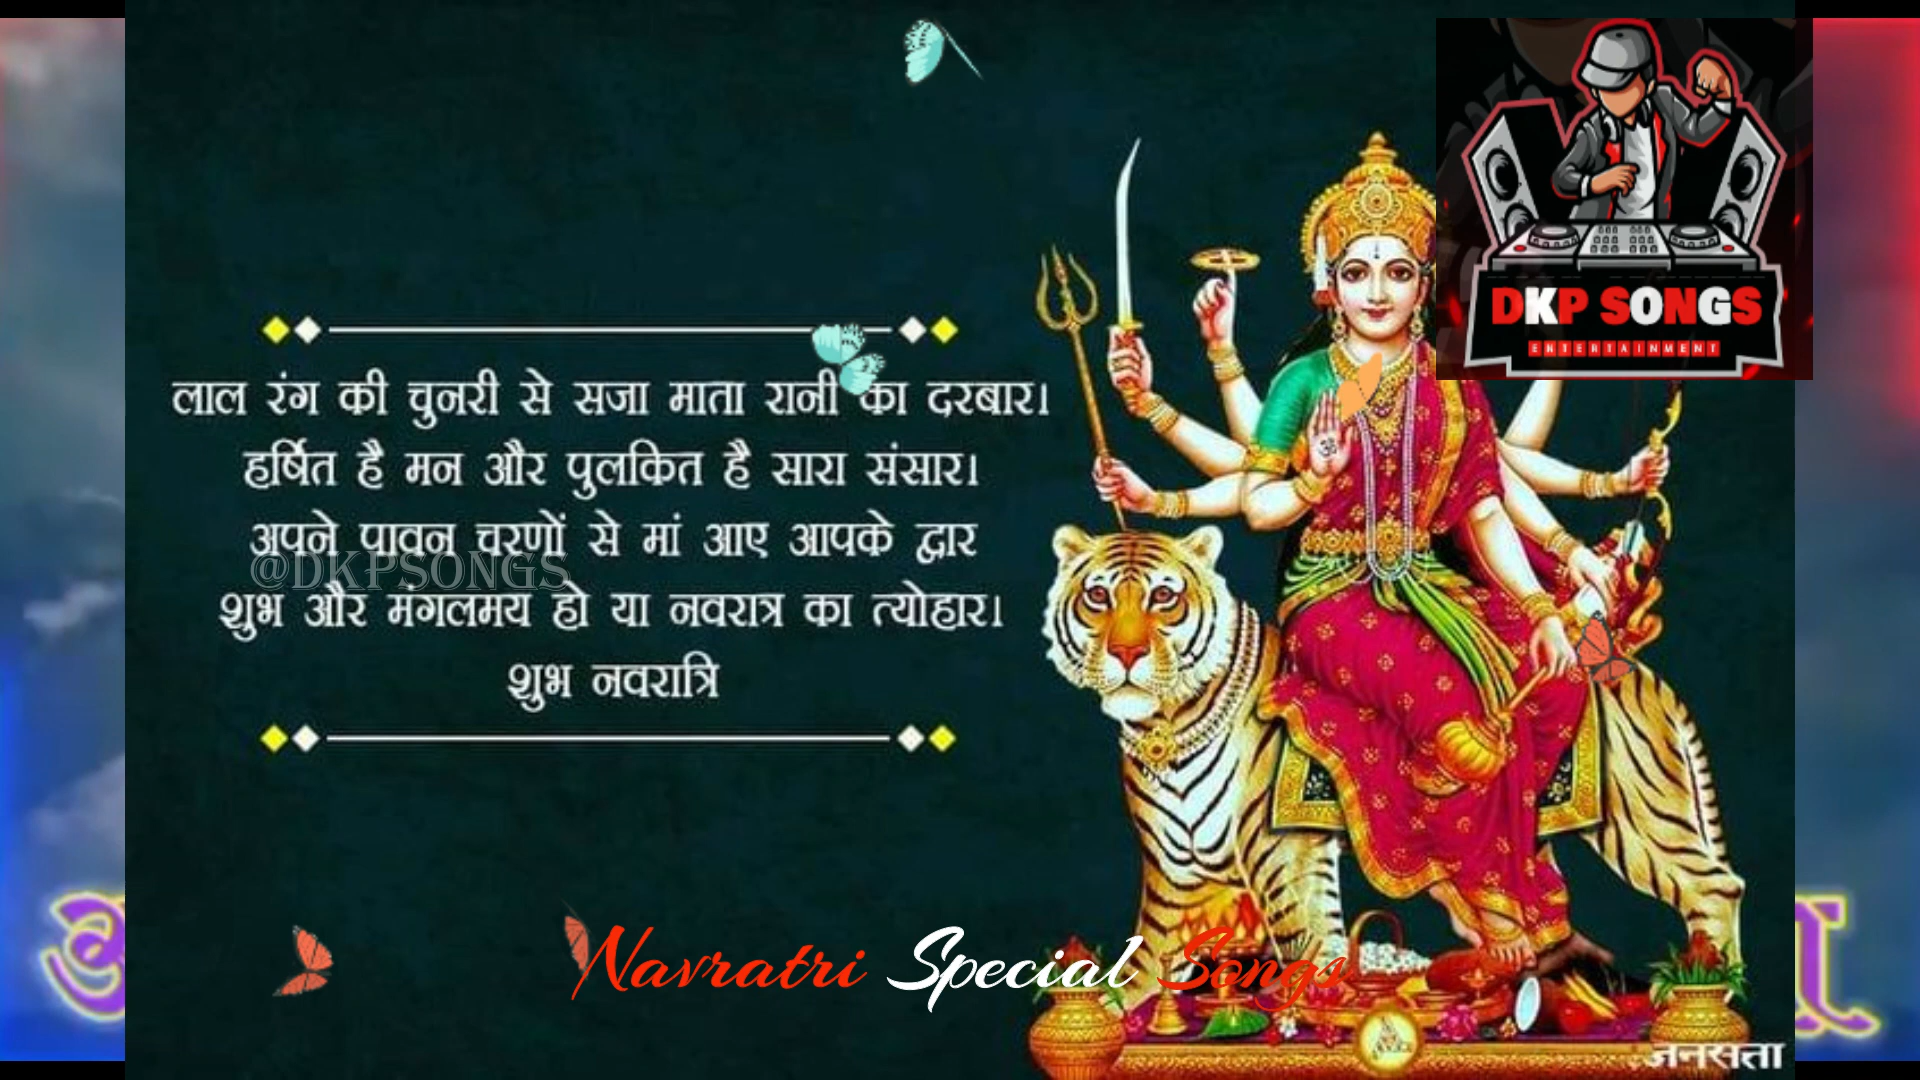 DKP SONGS
ENTERTAINMENT
लाल रंग की चुनरी से सजा माता रानी का दरबार।
हर्षित है मन और पुलकित है सारा संसार।
अपने पावन चरणों से मां आए आपके द्वार
@DKPSONGS
शुभ और मंगलमय हो या नवरात्र का त्योहार।
शुभ नवरात्रि
Navratri Special Songs
जनसत्ता